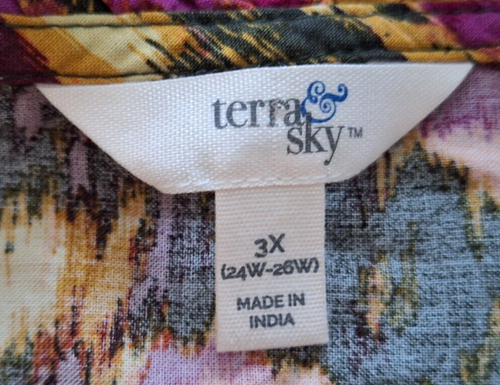 terra&
sky™
3X
(24W-26W)
MADE IN
INDIA